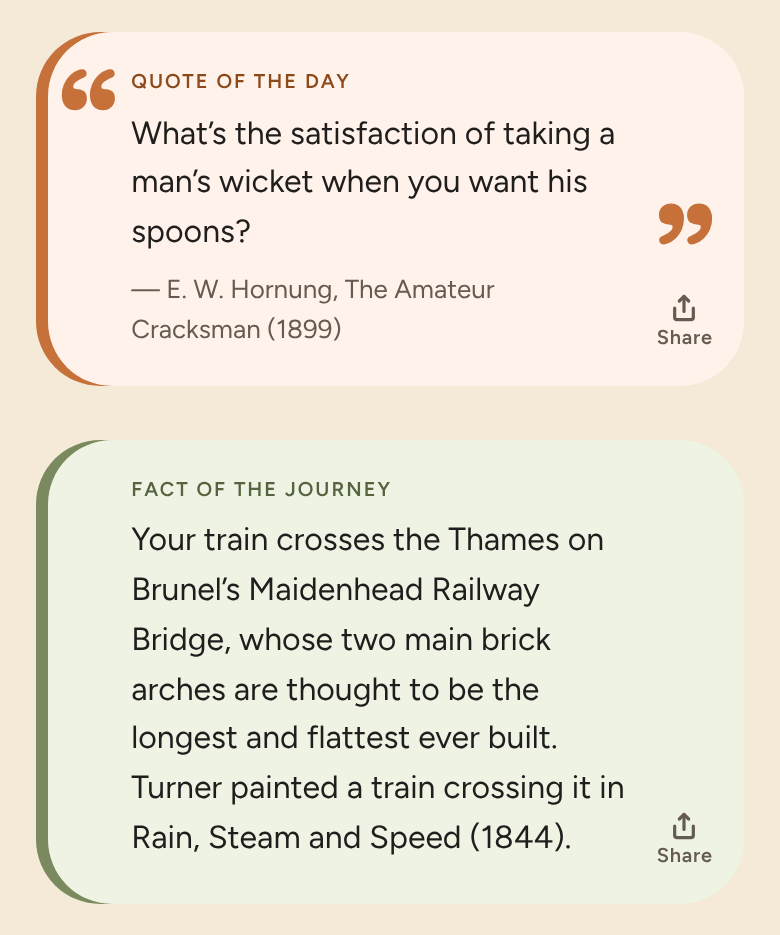 “ QUOTE OF THE DAY
What’s the satisfaction of taking a
man’s wicket when you want his
spoons?
”
— E. W. Hornung, The Amateur
Cracksman (1899)
Share
FACT OF THE JOURNEY
Your train crosses the Thames on
Brunel’s Maidenhead Railway
Bridge, whose two main brick
arches are thought to be the
longest and flattest ever built.
Turner painted a train crossing it in
Rain, Steam and Speed (1844).
Share